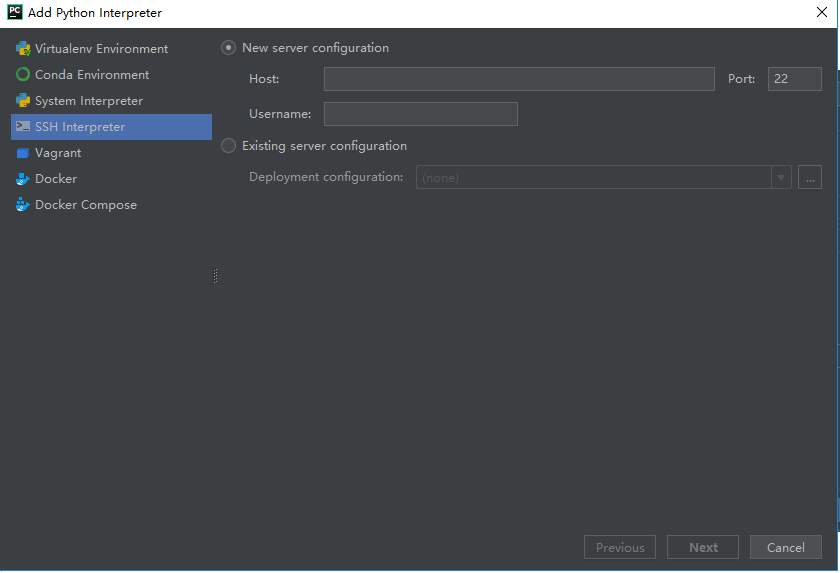 PC Add Python Interpreter
Virtualenv Environment
Conda Environment
System Interpreter
SSH Interpreter
Vagrant
Docker
Docker Compose
New server configuration
Host: Port: 22
Username:
Existing server configuration
Deployment configuration: (none) ...
Previous Next Cancel